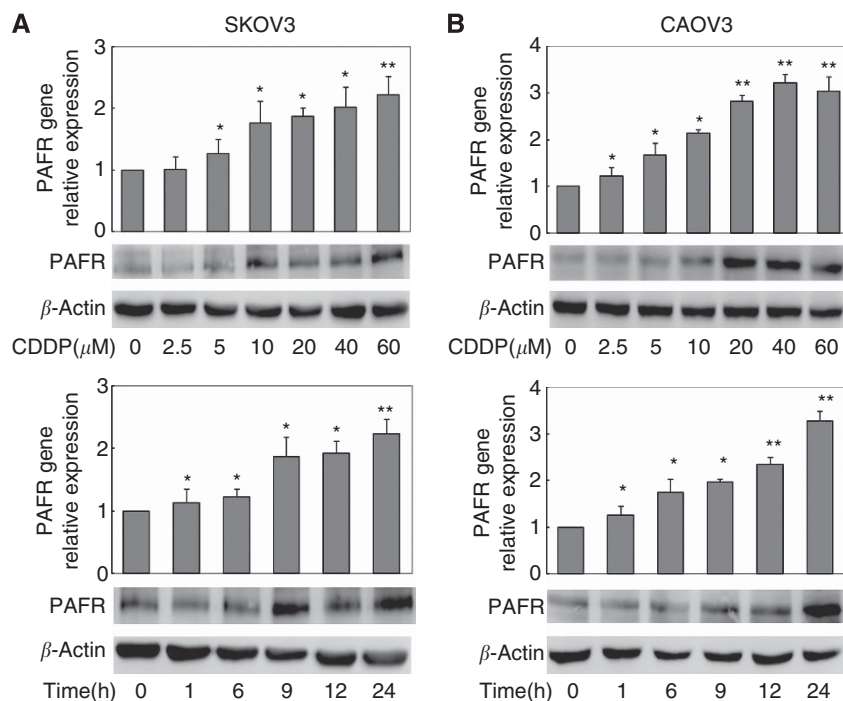 A SKOV3
3
2
1
0
PAFR gene
relative expression
* * * * **
PAFR
β-Actin
CDDP(μM) 0 2.5 5 10 20 40 60
3
2
1
0
PAFR gene
relative expression
* * * * **
PAFR
β-Actin
Time(h) 0 1 6 9 12 24
B CAOV3
4
3
2
1
0
PAFR gene
relative expression
* * * ** ** **
PAFR
β-Actin
CDDP(μM) 0 2.5 5 10 20 40 60
4
3
2
1
0
PAFR gene
relative expression
* * * ** **
PAFR
β-Actin
Time(h) 0 1 6 9 12 24